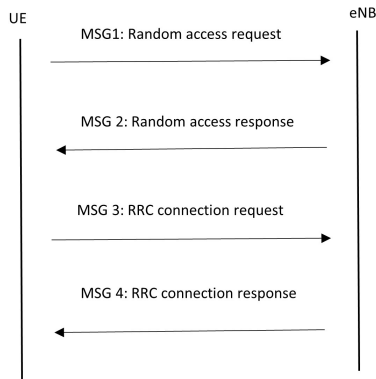 UE
eNB
MSG1: Random access request
MSG 2: Random access response
MSG 3: RRC connection request
MSG 4: RRC connection response